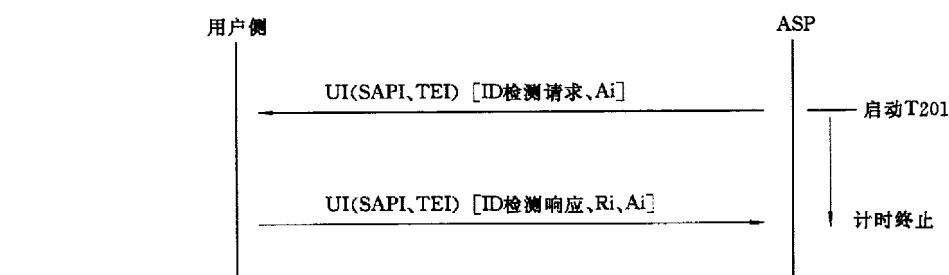 用户侧
ASP
UI(SAPI、TEI) [ID检测请求、Ai]
启动T201
UI(SAPI、TEI) [ID检测响应、Ri、Ai]
计时终止